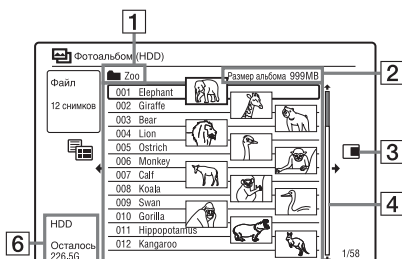 1
Фотоальбом (HDD)
Zoo
Размер альбома 999MB
2
Файл
12 снимков
001 Elephant
002 Giraffe
003 Bear
004 Lion
005 Ostrich
006 Monkey
007 Calf
008 Koala
009 Swan
010 Gorilla
011 Hippopotamus
012 Kangaroo
3
4
6
HDD
Осталось
226.5G
1/58